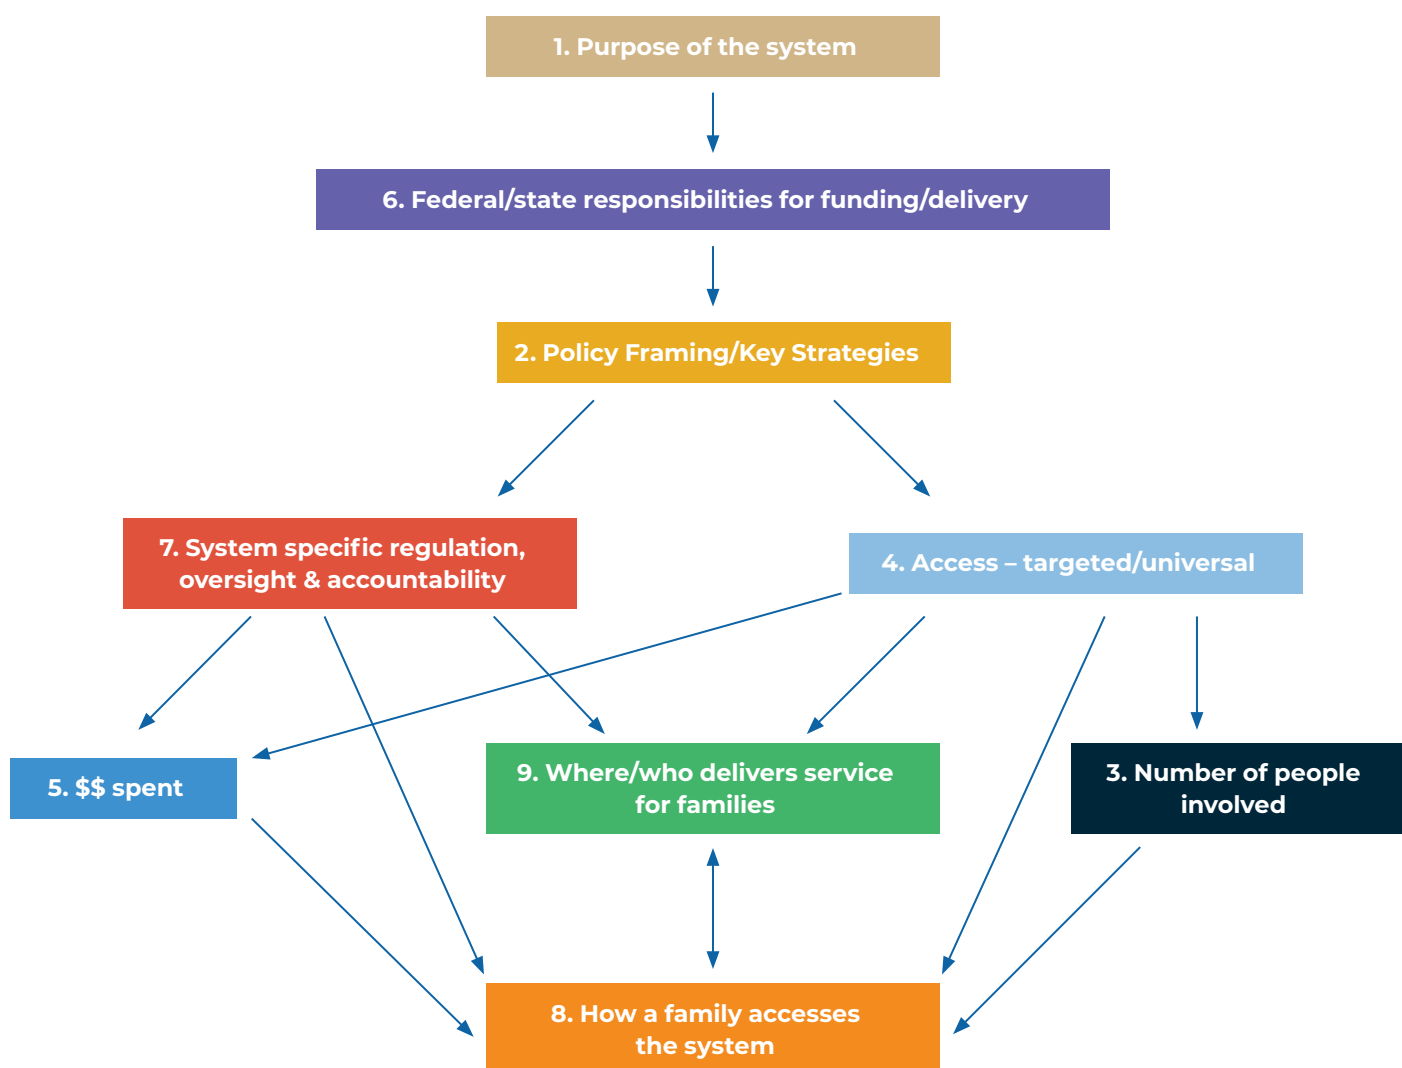 1. Purpose of the system
6. Federal/state responsibilities for funding/delivery
2. Policy Framing/Key Strategies
7. System specific regulation,
oversight & accountability
4. Access – targeted/universal
5. $$ spent
9. Where/who delivers service
for families
3. Number of people
involved
8. How a family accesses
the system